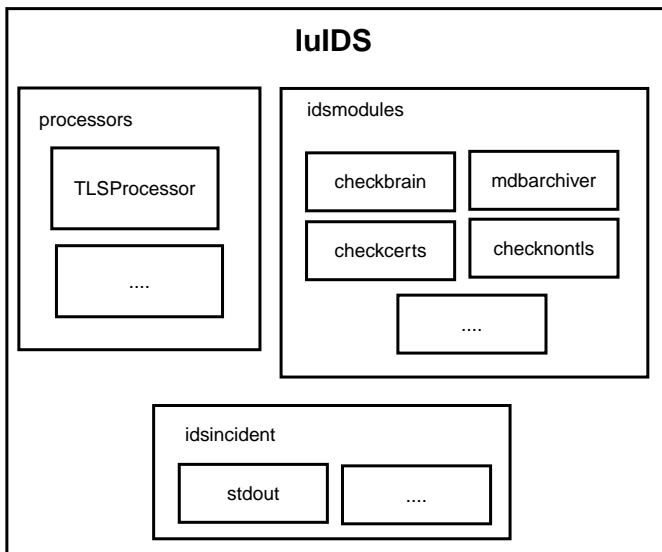 luIDS
processors
TLSProcessor
....
idsmodules
checkbrain
mdbarchiver
checkcerts
checknontls
....
idsincident
stdout
....